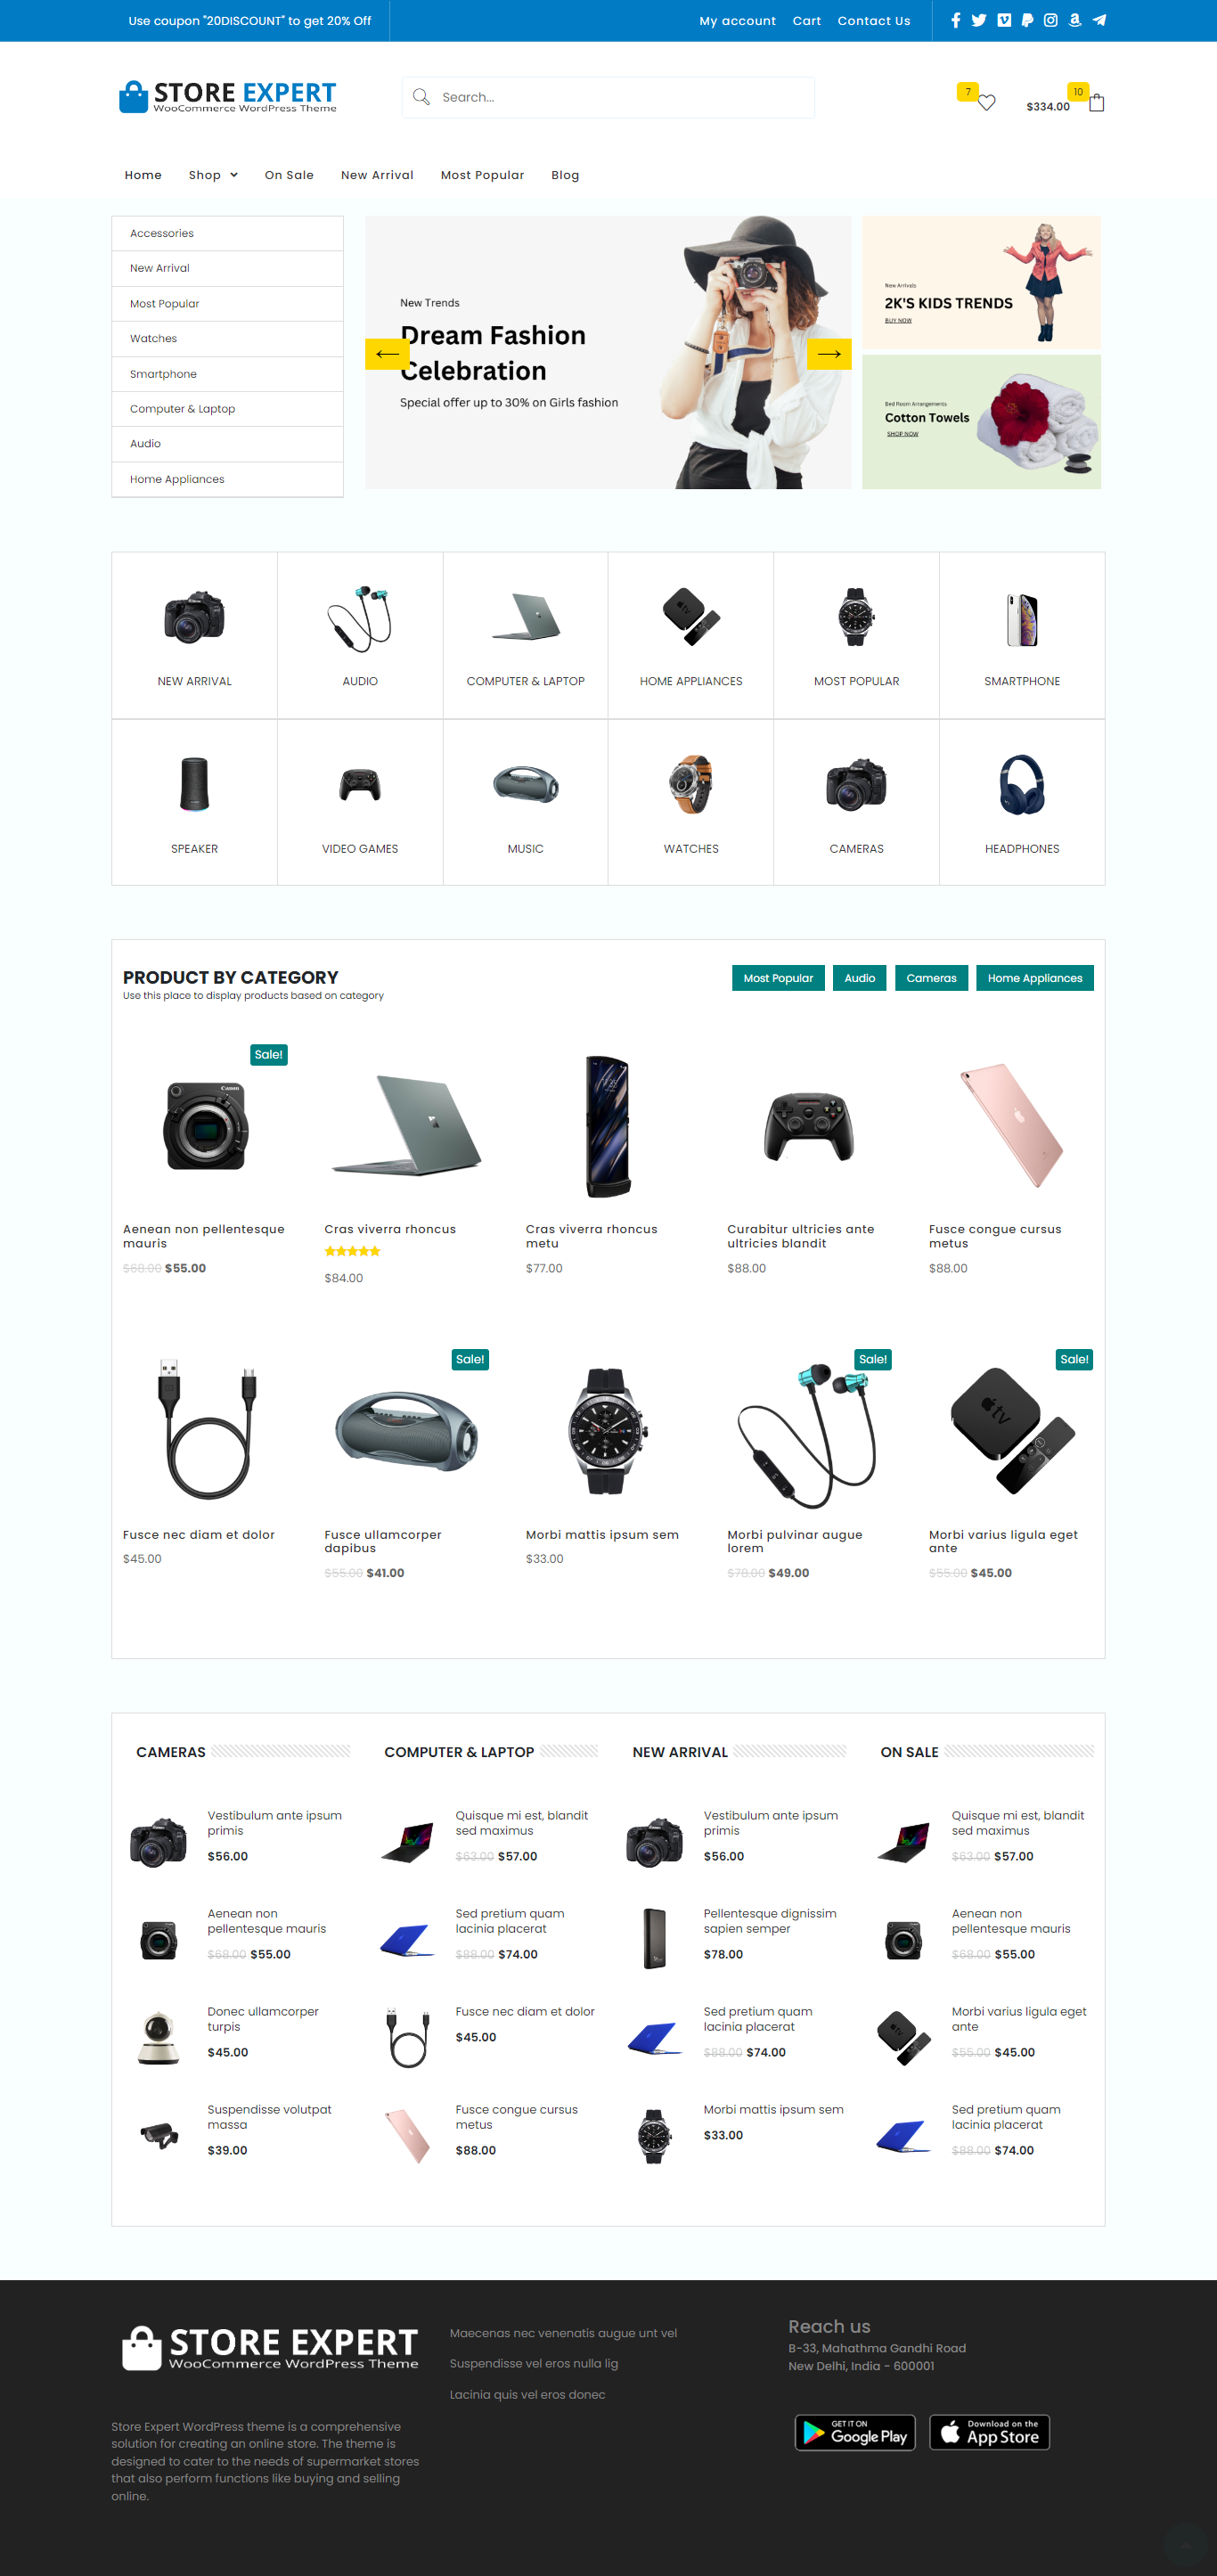 Use coupon "20DISCOUNT" to get 20% Off
My account Cart Contact Us
STORE EXPERT
WooCommerce WordPress Theme
Search...
7
$334.00
10
Home Shop On Sale New Arrival Most Popular Blog
Accessories
New Arrival
Most Popular
Watches
Smartphone
Computer & Laptop
Audio
Home Appliances
New Trends
Dream Fashion
Celebration
Special offer up to 30% on Girls fashion
New Arrivals
2K'S KIDS TRENDS
BUY NOW
Bed Room Arrangements
Cotton Towels
SHOP NOW
NEW ARRIVAL AUDIO COMPUTER & LAPTOP HOME APPLIANCES MOST POPULAR SMARTPHONE
SPEAKER VIDEO GAMES MUSIC WATCHES CAMERAS HEADPHONES
PRODUCT BY CATEGORY
Use this place to display products based on category
Most Popular Audio Cameras Home Appliances
Sale!
Canon
Aenean non pellentesque
mauris
$68.00 $55.00
Cras viverra rhoncus
$84.00
Cras viverra rhoncus
metu
$77.00
Curabitur ultricies ante
ultricies blandit
$88.00
Fusce congue cursus
metus
$88.00
Fusce nec diam et dolor
$45.00
Sale!
Fusce ullamcorper
dapibus
$55.00 $41.00
Morbi mattis ipsum sem
$33.00
Sale!
Morbi pulvinar augue
lorem
$78.00 $49.00
Sale!
tv
Morbi varius ligula eget
ante
$55.00 $45.00
CAMERAS
Vestibulum ante ipsum
primis
$56.00
Aenean non
pellentesque mauris
$68.00 $55.00
Donec ullamcorper
turpis
$45.00
Suspendisse volutpat
massa
$39.00
COMPUTER & LAPTOP
Quisque mi est, blandit
sed maximus
$63.00 $57.00
Sed pretium quam
lacinia placerat
$88.00 $74.00
Fusce nec diam et dolor
$45.00
Fusce congue cursus
metus
$88.00
NEW ARRIVAL
Vestibulum ante ipsum
primis
$56.00
Pellentesque dignissim
sapien semper
$78.00
Sed pretium quam
lacinia placerat
$88.00 $74.00
Morbi mattis ipsum sem
$33.00
ON SALE
Quisque mi est, blandit
sed maximus
$63.00 $57.00
Aenean non
pellentesque mauris
$68.00 $55.00
Morbi varius ligula eget
ante
$55.00 $45.00
Sed pretium quam
lacinia placerat
$88.00 $74.00
STORE EXPERT
WooCommerce WordPress Theme
Store Expert WordPress theme is a comprehensive
solution for creating an online store. The theme is
designed to cater to the needs of supermarket stores
that also perform functions like buying and selling
online.
Maecenas nec venenatis augue unt vel
Suspendisse vel eros nulla lig
Lacinia quis vel eros donec
Reach us
B-33, Mahathma Gandhi Road
New Delhi, India - 600001
GET IT ON
Google Play
Download on the
App Store